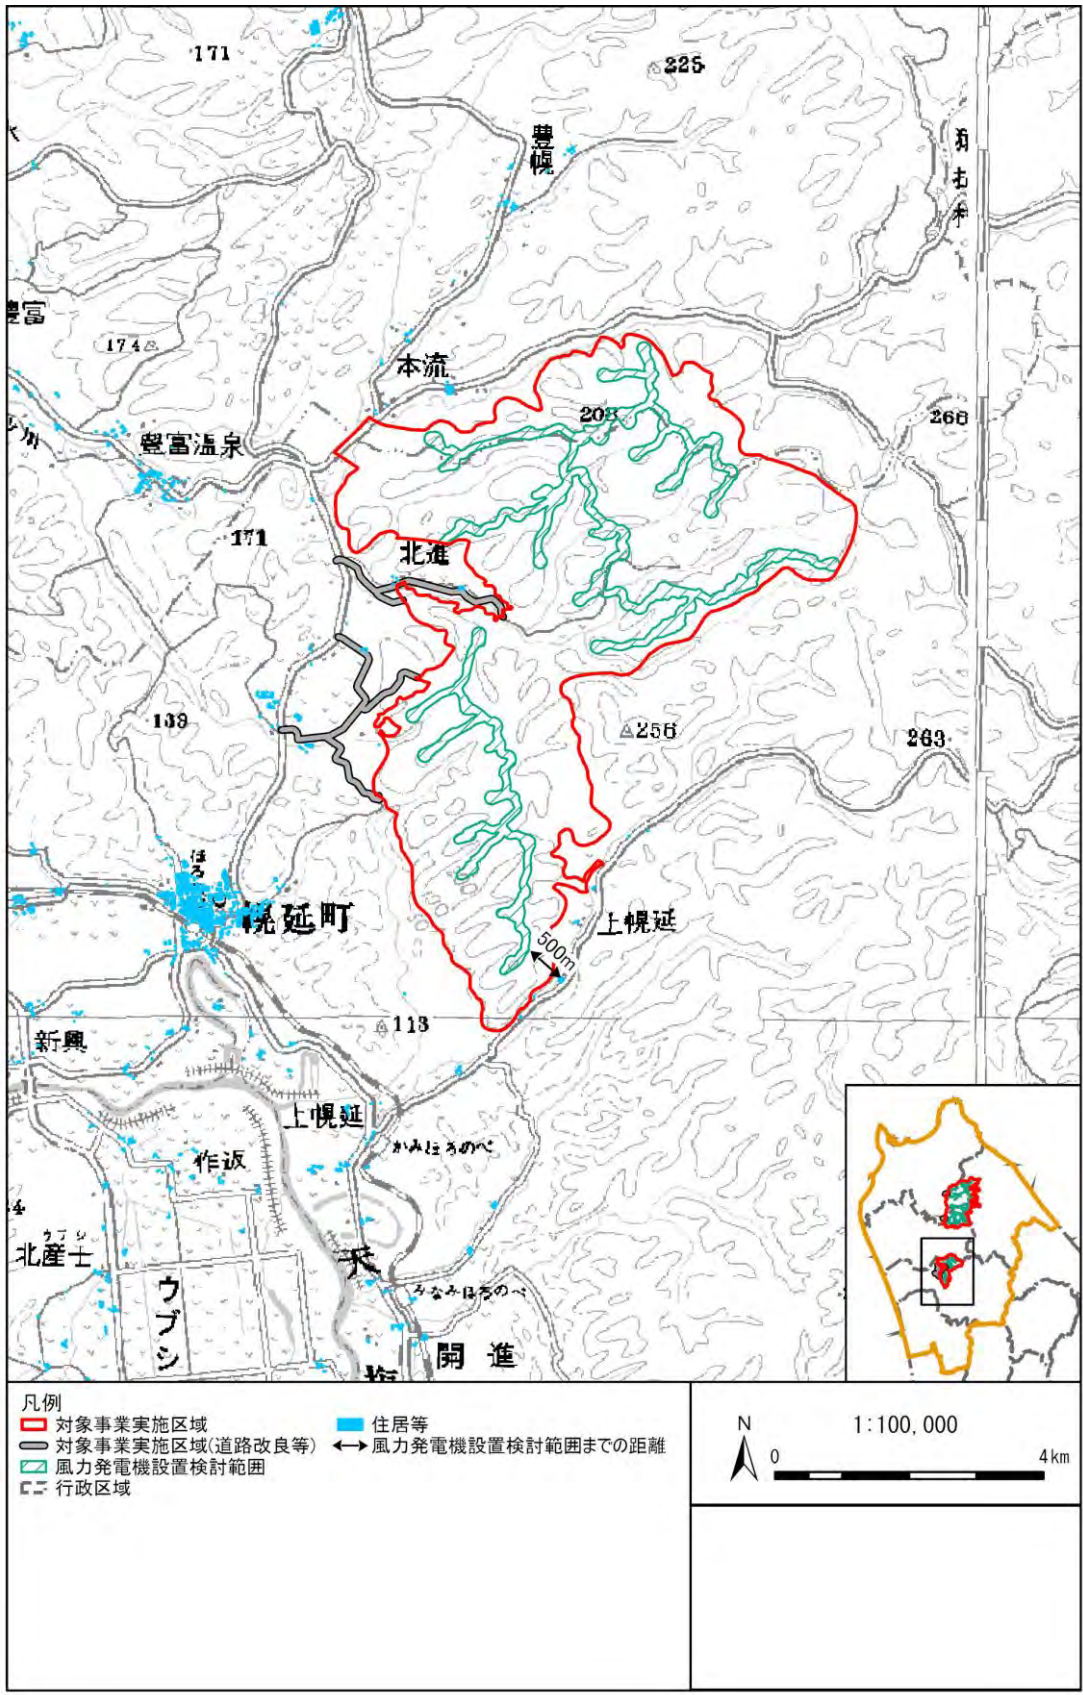 171
225
豊幌
豊富
174
本流
208
266
豊富温泉
171
北進
139
256
263
ほろ
幌延町
上幌延
500m
113
新興
上幌延
かみほろのべ
作返
北産士
ウブシ
天
みなみほろのべ
開進
凡例
対象事業実施区域
対象事業実施区域(道路改良等)
風力発電機設置検討範囲
行政区域
住居等
風力発電機設置検討範囲までの距離
N
1:100,000
0
4km